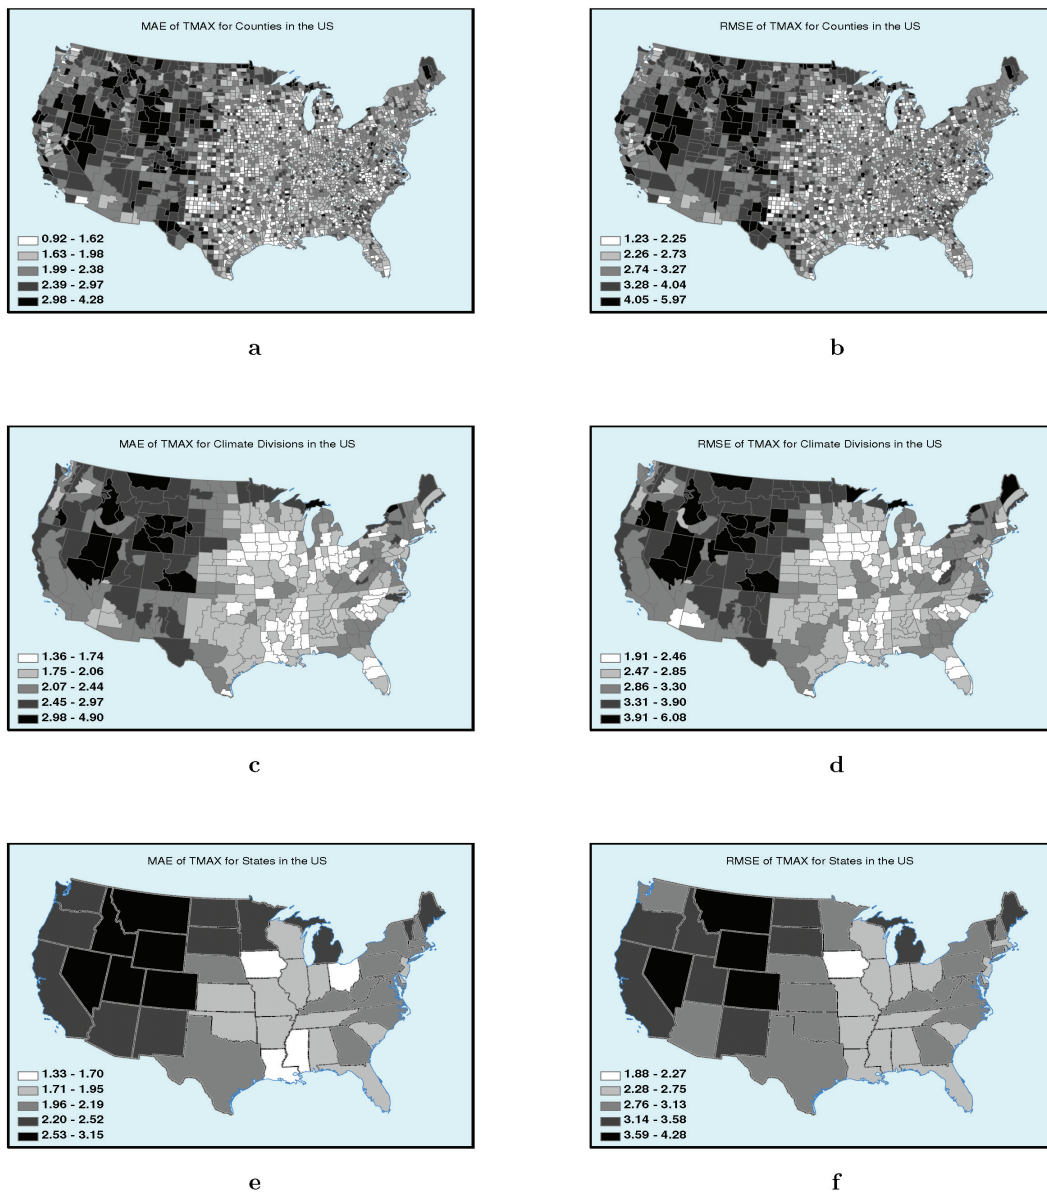 MAE of TMAX for Counties in the US
0.92 - 1.62
1.63 - 1.98
1.99 - 2.38
2.39 - 2.97
2.98 - 4.28
a
RMSE of TMAX for Counties in the US
1.23 - 2.25
2.26 - 2.73
2.74 - 3.27
3.28 - 4.04
4.05 - 5.97
b
MAE of TMAX for Climate Divisions in the US
1.36 - 1.74
1.75 - 2.06
2.07 - 2.44
2.45 - 2.97
2.98 - 4.90
c
RMSE of TMAX for Climate Divisions in the US
1.91 - 2.46
2.47 - 2.85
2.86 - 3.30
3.31 - 3.90
3.91 - 6.08
d
MAE of TMAX for States in the US
1.33 - 1.70
1.71 - 1.95
1.96 - 2.19
2.20 - 2.52
2.53 - 3.15
e
RMSE of TMAX for States in the US
1.88 - 2.27
2.28 - 2.75
2.76 - 3.13
3.14 - 3.58
3.59 - 4.28
f